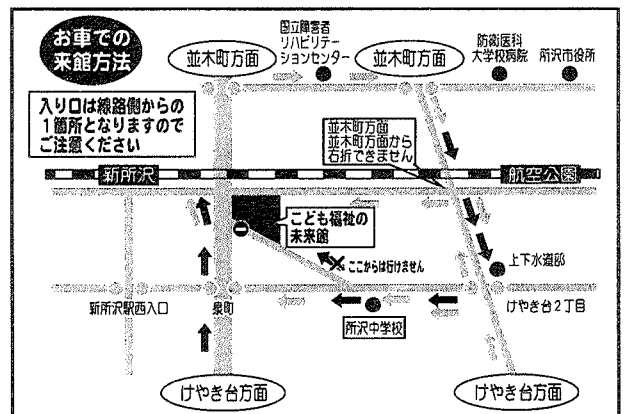 お車での
来館方法
並木町方面
国立障害者
リハビリテー
ションセンター
並木町方面
防衛医科
大学校病院
所沢市役所
入り口は線路側からの
1箇所となりますので
ご注意ください
並木町方面
並木町方面から
右折できません
新所沢
航空公園
こども福祉の
未来館
ここからは行けません
上下水道部
新所沢駅西入口
泉町
所沢中学校
けやき台2丁目
けやき台方面
けやき台方面